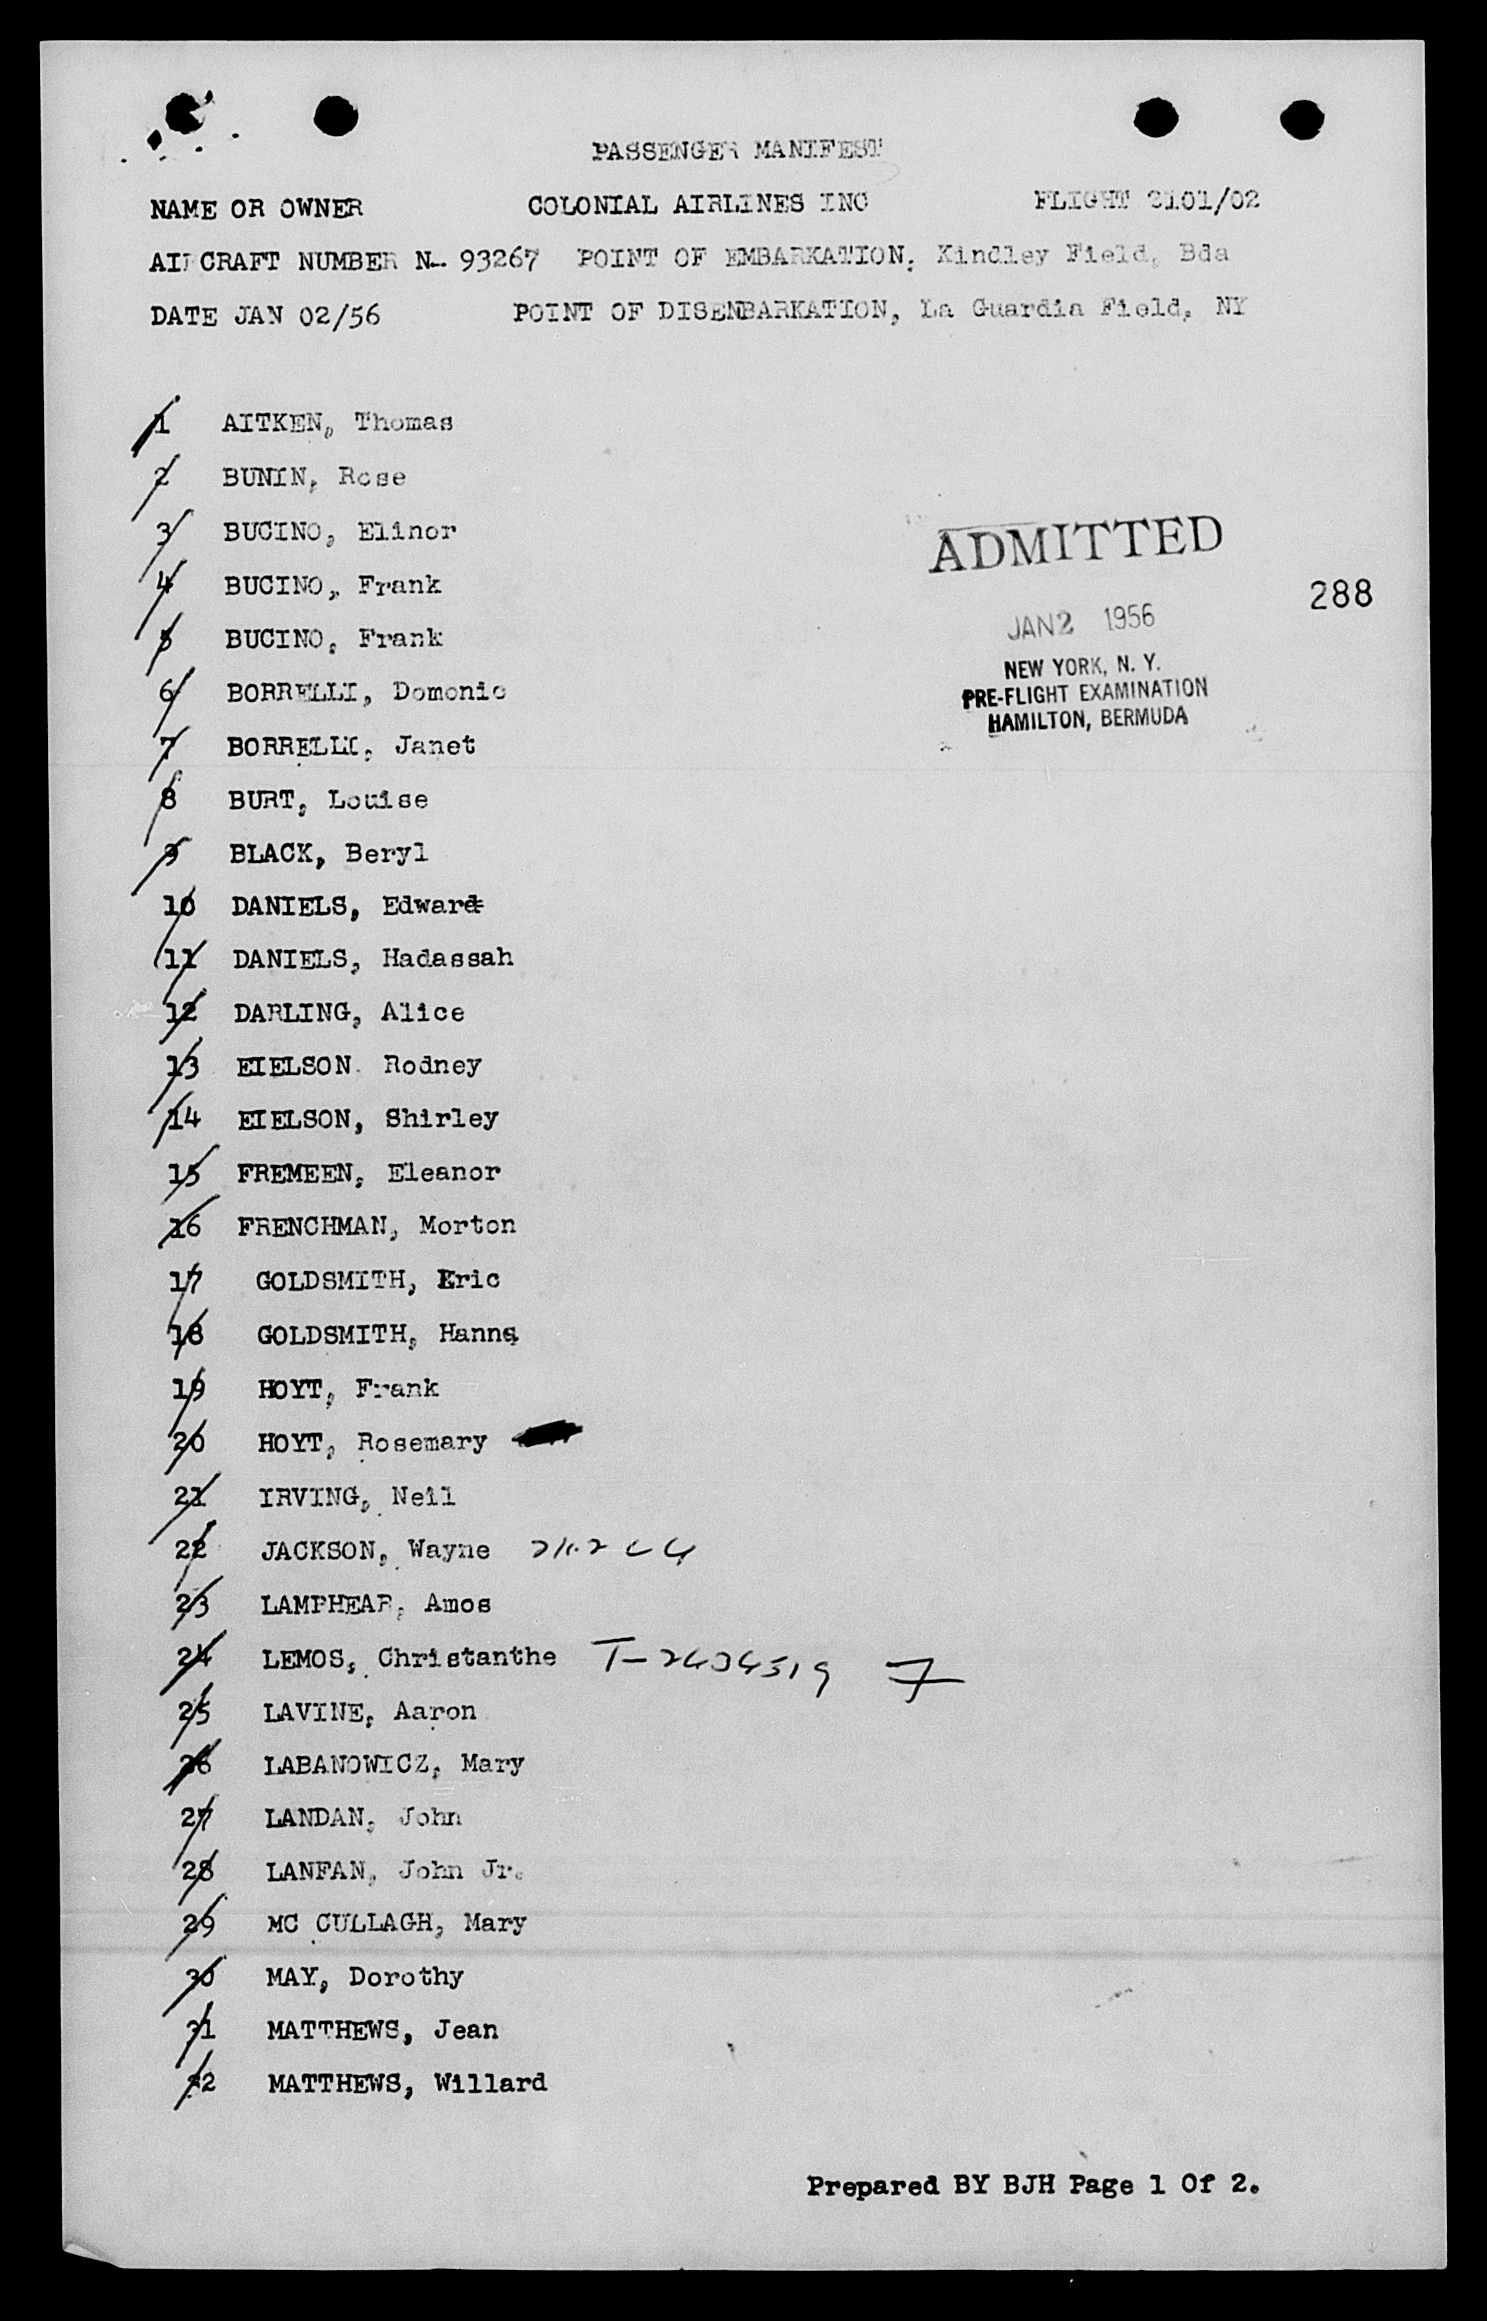 PASSENGER MANIFEST
NAME OR OWNER COLONIAL AIRLINES INC FLIGHT 2101/02
AIRCRAFT NUMBER N- 93267 POINT OF EMBARKATION, Kindley Field, Bda
DATE JAN 02/56 POINT OF DISENBARKATION, La Guardia Field, NY
1 AITKEN, Thomas
2 BUNIN, Rose
3 BUCINO, Elinor
ADMITTED
4 BUCINO, Frank
288
JAN 2 1956
5 BUCINO, Frank
NEW YORK, N. Y.
6 BORRELLI, Domonic
PRE-FLIGHT EXAMINATION
HAMILTON, BERMUDA
7 BORRELLI, Janet
8 BURT, Louise
9 BLACK, Beryl
10 DANIELS, Edward
11 DANIELS, Hadassah
12 DARLING, Alice
13 EIELSON, Rodney
14 EIELSON, Shirley
15 FREMEEN, Eleanor
16 FRENCHMAN, Morton
17 GOLDSMITH, Eric
18 GOLDSMITH, Hanna
19 HOYT, Frank
20 HOYT, Rosemary
21 IRVING, Neil
22 JACKSON, Wayne
23 LAMPHEAR, Amos
24 LEMOS, Christanthe T-2404519 7
25 LAVINE, Aaron
26 LABANOWICZ, Mary
27 LANDAN, John
28 LANFAN, John Jr.
29 MC CULLAGH, Mary
30 MAY, Dorothy
31 MATTHEWS, Jean
32 MATTHEWS, Willard
Prepared BY BJH Page 1 Of 2.